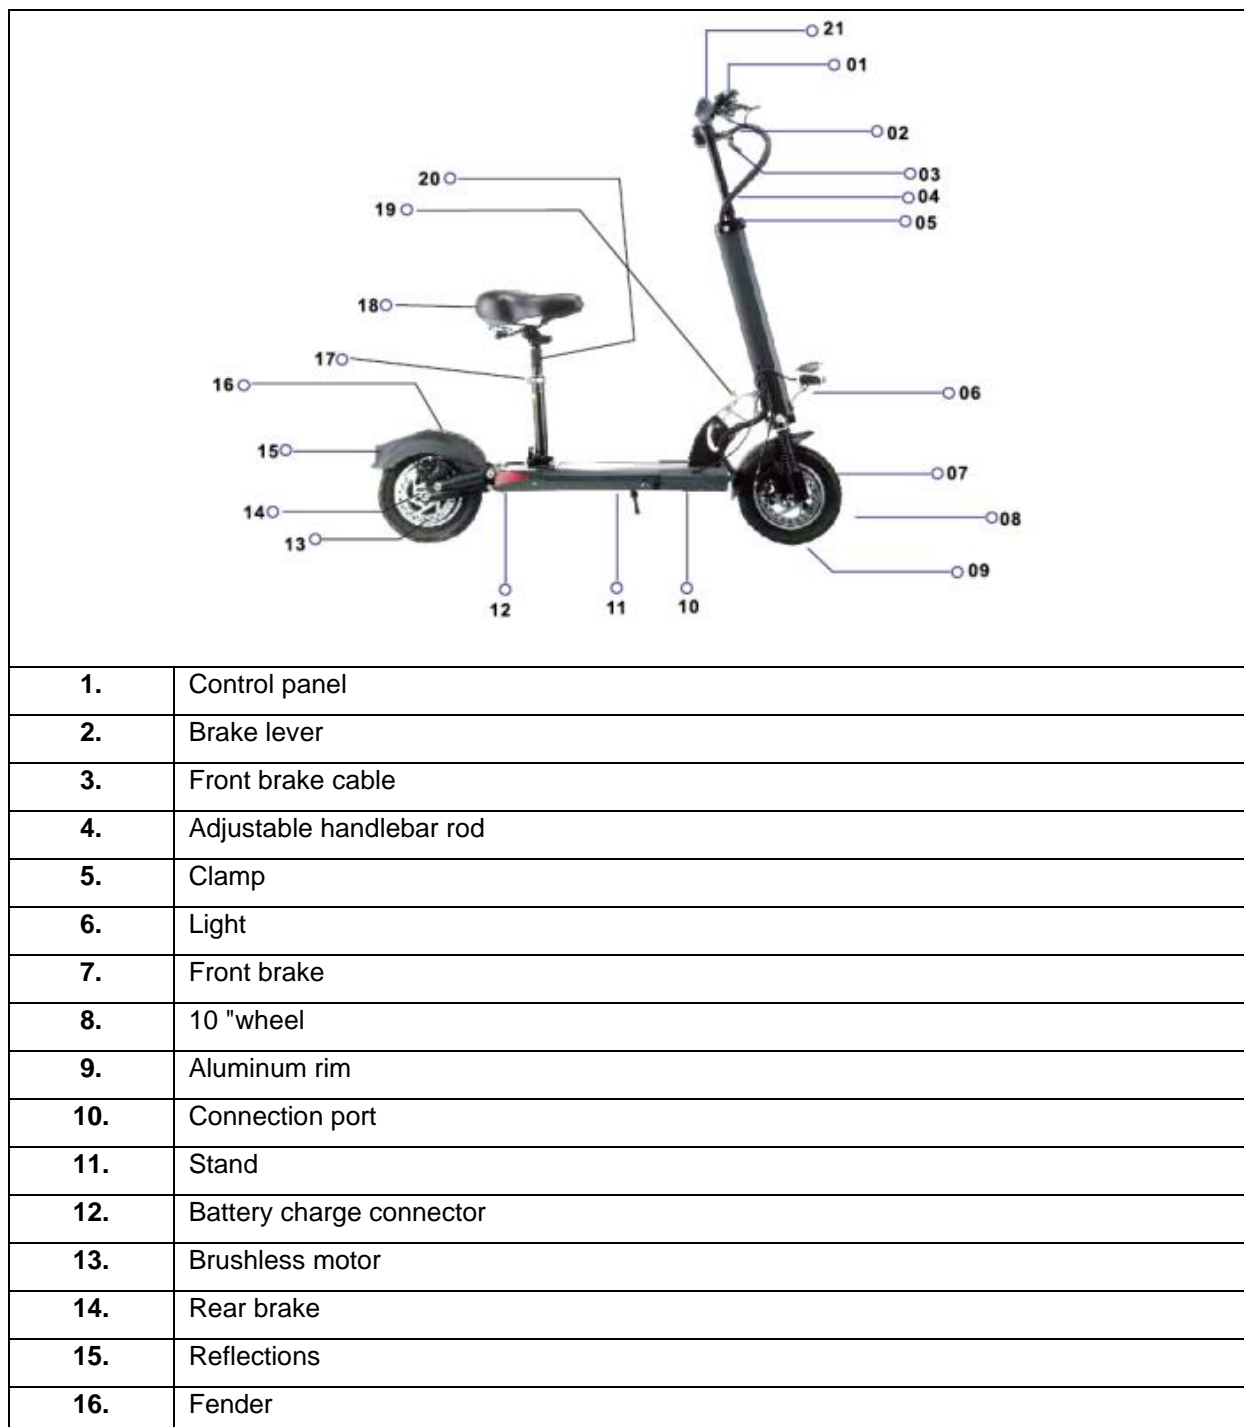 21
01
02
03
20
04
19
05
18
17
16
06
15
07
14
08
13
09
12
11
10
1. Control panel
2. Brake lever
3. Front brake cable
4. Adjustable handlebar rod
5. Clamp
6. Light
7. Front brake
8. 10 "wheel
9. Aluminum rim
10. Connection port
11. Stand
12. Battery charge connector
13. Brushless motor
14. Rear brake
15. Reflections
16. Fender